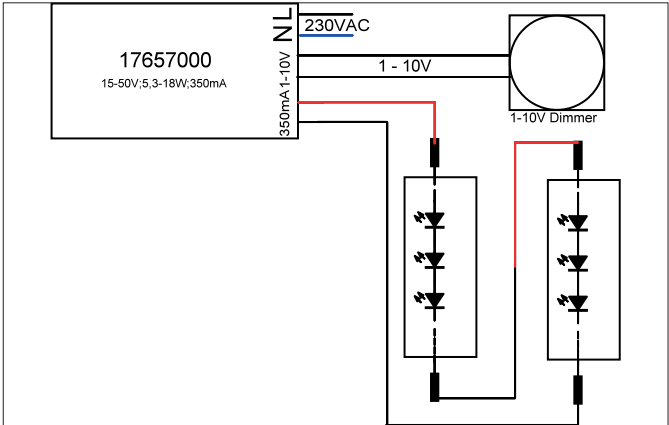 17657000
15-50V;5,3-18W;350mA
N L
230VAC
1-10V
350mA
1 - 10V
1-10V Dimmer